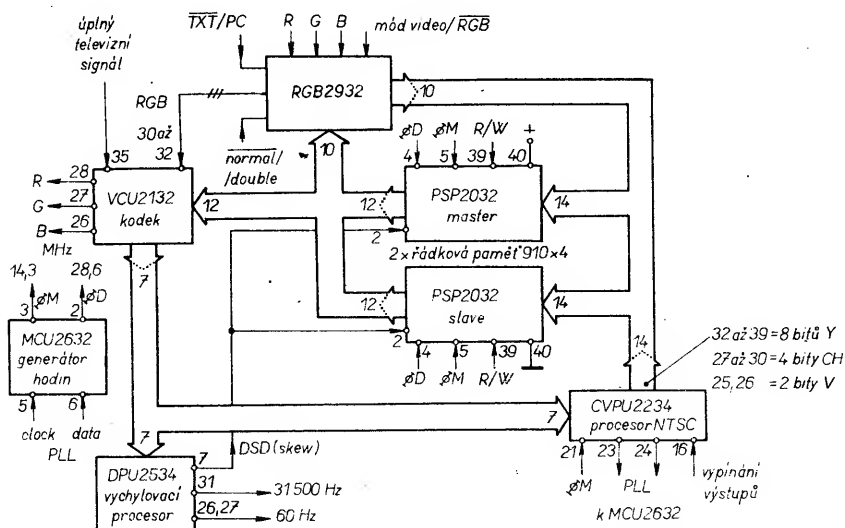 úplný
televizní
signál
TXT/PC
R G B
mód video/RGB
RGB
30 až
32
RGB2932
10
normal/
/double
10
35
28
R
27
G
26
B
VCU2132
kodek
12
7
øD øM R/W +
4 5 39 40
PSP2032
master
12
14
2
2×řádková paměť 910×4
PSP2032
slave
12
14
2
4 5 39 40
øD øM R/W
MHz
14,3 28,6
øM øD
3 2
MCU2632
generátor
hodin
5 6
clock data
PLL
7
7
DSD (skew)
DPU2534
vychylovací
procesor
7
31
31500 Hz
26,27
60 Hz
14
32 až 39 = 8 bitů Y
27 až 30 = 4 bity CH
25, 26 = 2 bity V
7
CVPU2234
procesor NTSC
21 23 24 16
øM PLL
k MCU2632
vypínání
výstupů